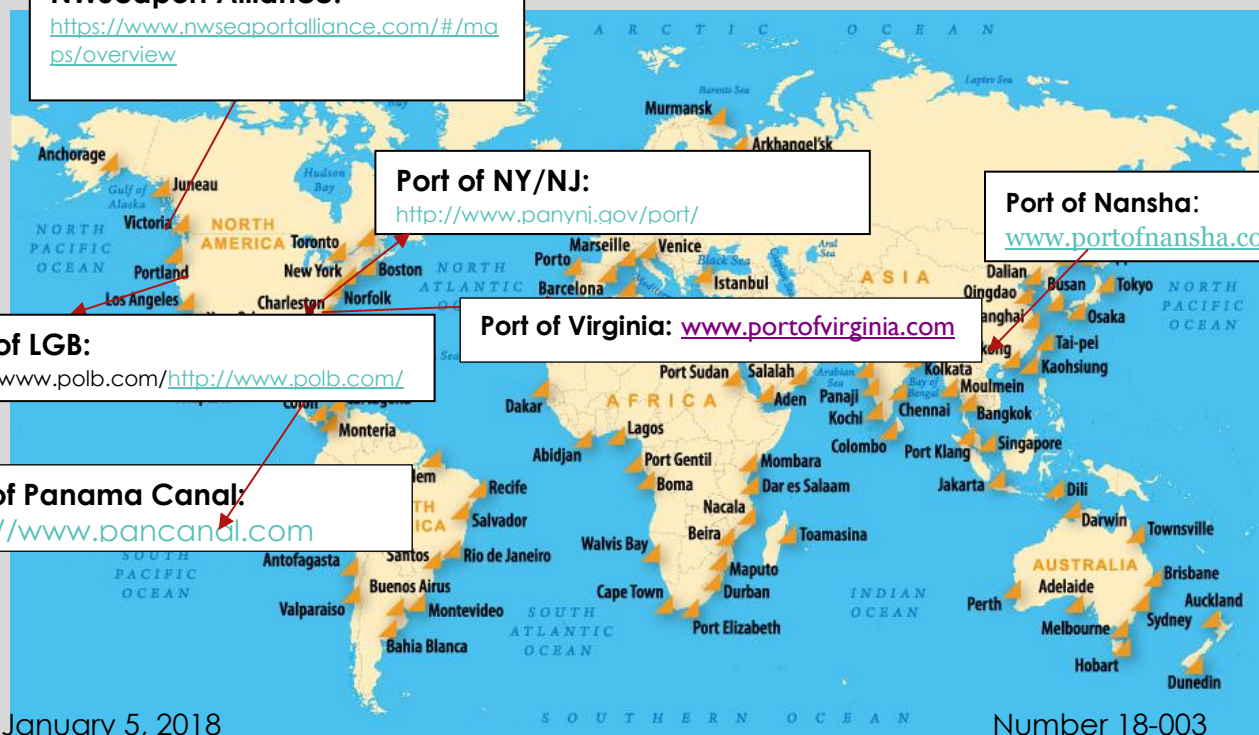 NWSeaport Alliance:
https://www.nwseaportalliance.com/#/ma
ps/overview
ARCTIC OCEAN
Laptev Sea
Barents Sea
Murmansk
Arkhangel'sk
Anchorage
Gulf of
Alaska
Juneau
Hudson
Bay
Bay
Port of NY/NJ:
http://www.panynj.gov/port/
Port of Nansha:
www.portofnansha.co
Victoria
NORTH
PACIFIC
OCEAN
NORTH
AMERICA
Toronto
Portland
New York
Boston
NORTH
ATLANTIC
Los Angeles
Charleston
Norfolk
Porto
Marseille
Venice
Barcelona
Black Sea
Istanbul
Aral
Sea
Caspian
Sea
ASIA
Dalian
Qingdao
Busan
Tokyo
Osaka
NORTH
PACIFIC
OCEAN
Tai-pei
Kaohsiung
Port of Virginia: www.portofvirginia.com
of LGB:
www.polb.com/http://www.polb.com/
Sea
Monteria
Dakar
AFRICA
Port Sudan
Salalah
Aden
Arabian
Sea
Panaji
Kochi
Kolkata
Bay of
Bengal
Chennai
Moulmein
Bangkok
Colombo
Port Klang
Singapore
Abidjan
Lagos
Port Gentil
Boma
Mombara
Dar es Salaam
Jakarta
Dili
Darwin
Townsville
of Panama Canal:
//www.pancanal.com
Recife
Salvador
Nacala
Beira
Toamasina
SOUTH
PACIFIC
OCEAN
Antofagasta
Santos
Rio de Janeiro
Walvis Bay
Maputo
Durban
Cape Town
Port Elizabeth
INDIAN
OCEAN
AUSTRALIA
Adelaide
Brisbane
Perth
Melbourne
Sydney
Auckland
Hobart
Dunedin
Buenos Airus
Valparaiso
Montevideo
Bahia Blanca
SOUTH
ATLANTIC
OCEAN
SOUTHERN OCEAN
January 5, 2018
Number 18-003